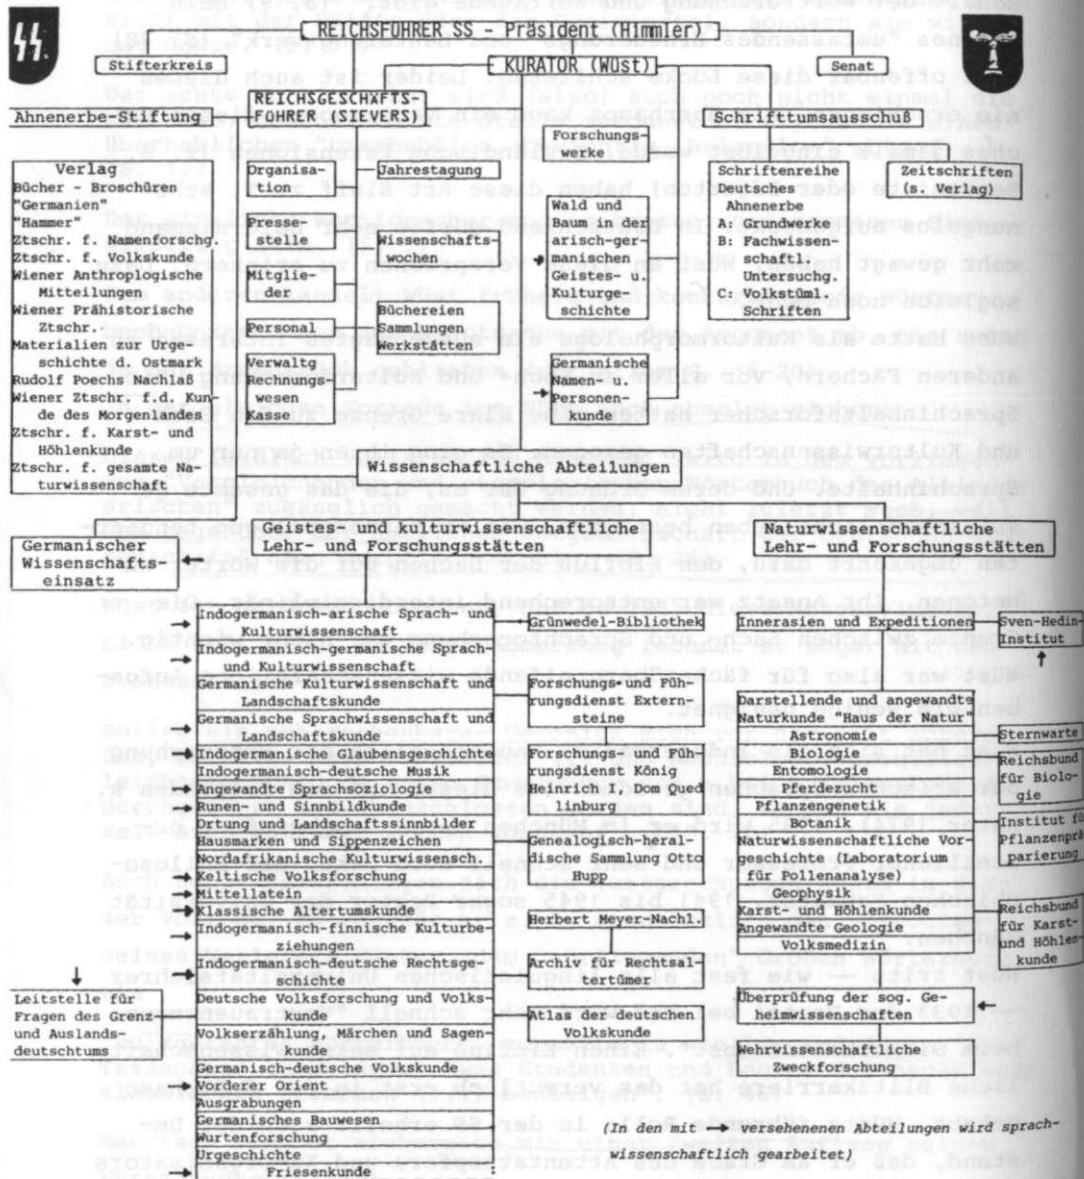 REICHSFÜHRER SS - Präsident (Himmler)
Stifterkreis
KURATOR (Wüst)
Senat
Ahnenerbe-Stiftung
REICHSGESCHÄFTS-
FÜHRER (SIEVERS)
Schrifttumsausschuß
Verlag
Bücher - Broschüren
"Germanien"
"Hammer"
Ztschr. f. Namenforschg.
Ztschr. f. Volkskunde
Wiener Anthropologische
Mitteilungen
Wiener Prähistorische
Ztschr.
Materialien zur Urge-
schichte d. Ostmark
Rudolf Poechs Nachlaß
Wiener Ztschr. f.d. Kun-
de des Morgenlandes
Ztschr. f. Karst- und
Höhlenkunde
Ztschr. f. gesamte Na-
turwissenschaft
Organisa-
tion
Presse-
stelle
Mitglie-
der
Personal
Verwaltg
Rechnungs-
wesen
Kasse
Jahrestagung
Wissenschafts-
wochen
Büchereien
Sammlungen
Werkstätten
Forschungs-
werke
Wald und
Baum in der
arisch-ger-
manischen
Geistes- u.
Kulturge-
schichte
Germanische
Namen- u.
Personen-
kunde
Schriftenreihe
Deutsches
Ahnenerbe
A: Grundwerke
B: Fachwissen-
schaftl.
Untersuch.
C: Volkstüml.
Schriften
Zeitschriften
(s. Verlag)
Wissenschaftliche Abteilungen
Germanischer
Wissenschafts-
einsatz
Geistes- und kulturwissenschaftliche
Lehr- und Forschungsstätten
Naturwissenschaftliche
Lehr- und Forschungsstätten
Indogermanisch-arische Sprach- und
Kulturwissenschaft
Indogermanisch-germanische Sprach-
und Kulturwissenschaft
Germanische Kulturwissenschaft und
Landschaftskunde
Germanische Sprachwissenschaft und
Landschaftskunde
Indogermanische Glaubensgeschichte
Indogermanisch-deutsche Musik
Angewandte Sprachsoziologie
Runen- und Sinnbildkunde
Ortung und Landschaftssinnbilder
Hausmarken und Sippenzeichen
Nordafrikanische Kulturwissensch.
Keltische Volksforschung
Mittellatein
Klassische Altertumskunde
Indogermanisch-finnische Kulturbe-
ziehungen
Indogermanisch-deutsche Rechtsge-
schichte
Deutsche Volksforschung und Volks-
kunde
Volkserzählung, Märchen und Sagen-
kunde
Germanisch-deutsche Volkskunde
Vorderer Orient
Ausgrabungen
Germanisches Bauwesen
Wurtenforschung
Urgeschichte
Friesenkunde
Leitstelle für
Fragen des Grenz
und Auslands-
deutschtums
Grünwedel-Bibliothek
Forschungs- und Füh-
rungsdienst Extern-
steine
Forschungs- und Füh-
rungsdienst König
Heinrich I. Dom Qued
linburg
Genealogisch-heral-
dische Sammlung Otto
Hupp
Herbert Meyer-Nachl.
Archiv für Rechtsal-
tertümer
Atlas der deutschen
Volkskunde
Innerasien und Expeditionen
Sven-Hedin-
Institut
Darstellende und angewandte
Naturkunde "Haus der Natur"
Astronomie
Biologie
Entomologie
Pferdezucht
Pflanzengenetik
Botanik
Naturwissenschaftliche Vor-
geschichte (Laboratorium
für Pollenanalyse)
Geophysik
Karst- und Höhlenkunde
Angewandte Geologie
Volksmedizin
Überprüfung der sog. Ge-
heimwissenschaften
Wehrwissenschaftliche
Zweckforschung
Sternwarte
Reichsbund
für Biolo-
gie
Institut für
Pflanzenprä-
parierung
Reichsbund
für Karst-
und Höhlen-
kunde
(In den mit → versehenen Abteilungen wird sprach-
wissenschaftlich gearbeitet)